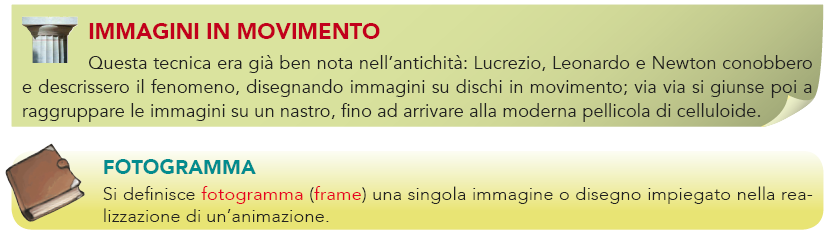 IMMAGINI IN MOVIMENTO
Questa tecnica era già ben nota nell’antichità: Lucrezio, Leonardo e Newton conobbero
e descrissero il fenomeno, disegnando immagini su dischi in movimento; via via si giunse poi a
raggruppare le immagini su un nastro, fino ad arrivare alla moderna pellicola di celluloide.
FOTOGRAMMA
Si definisce fotogramma (frame) una singola immagine o disegno impiegato nella rea-
lizzazione di un’animazione.